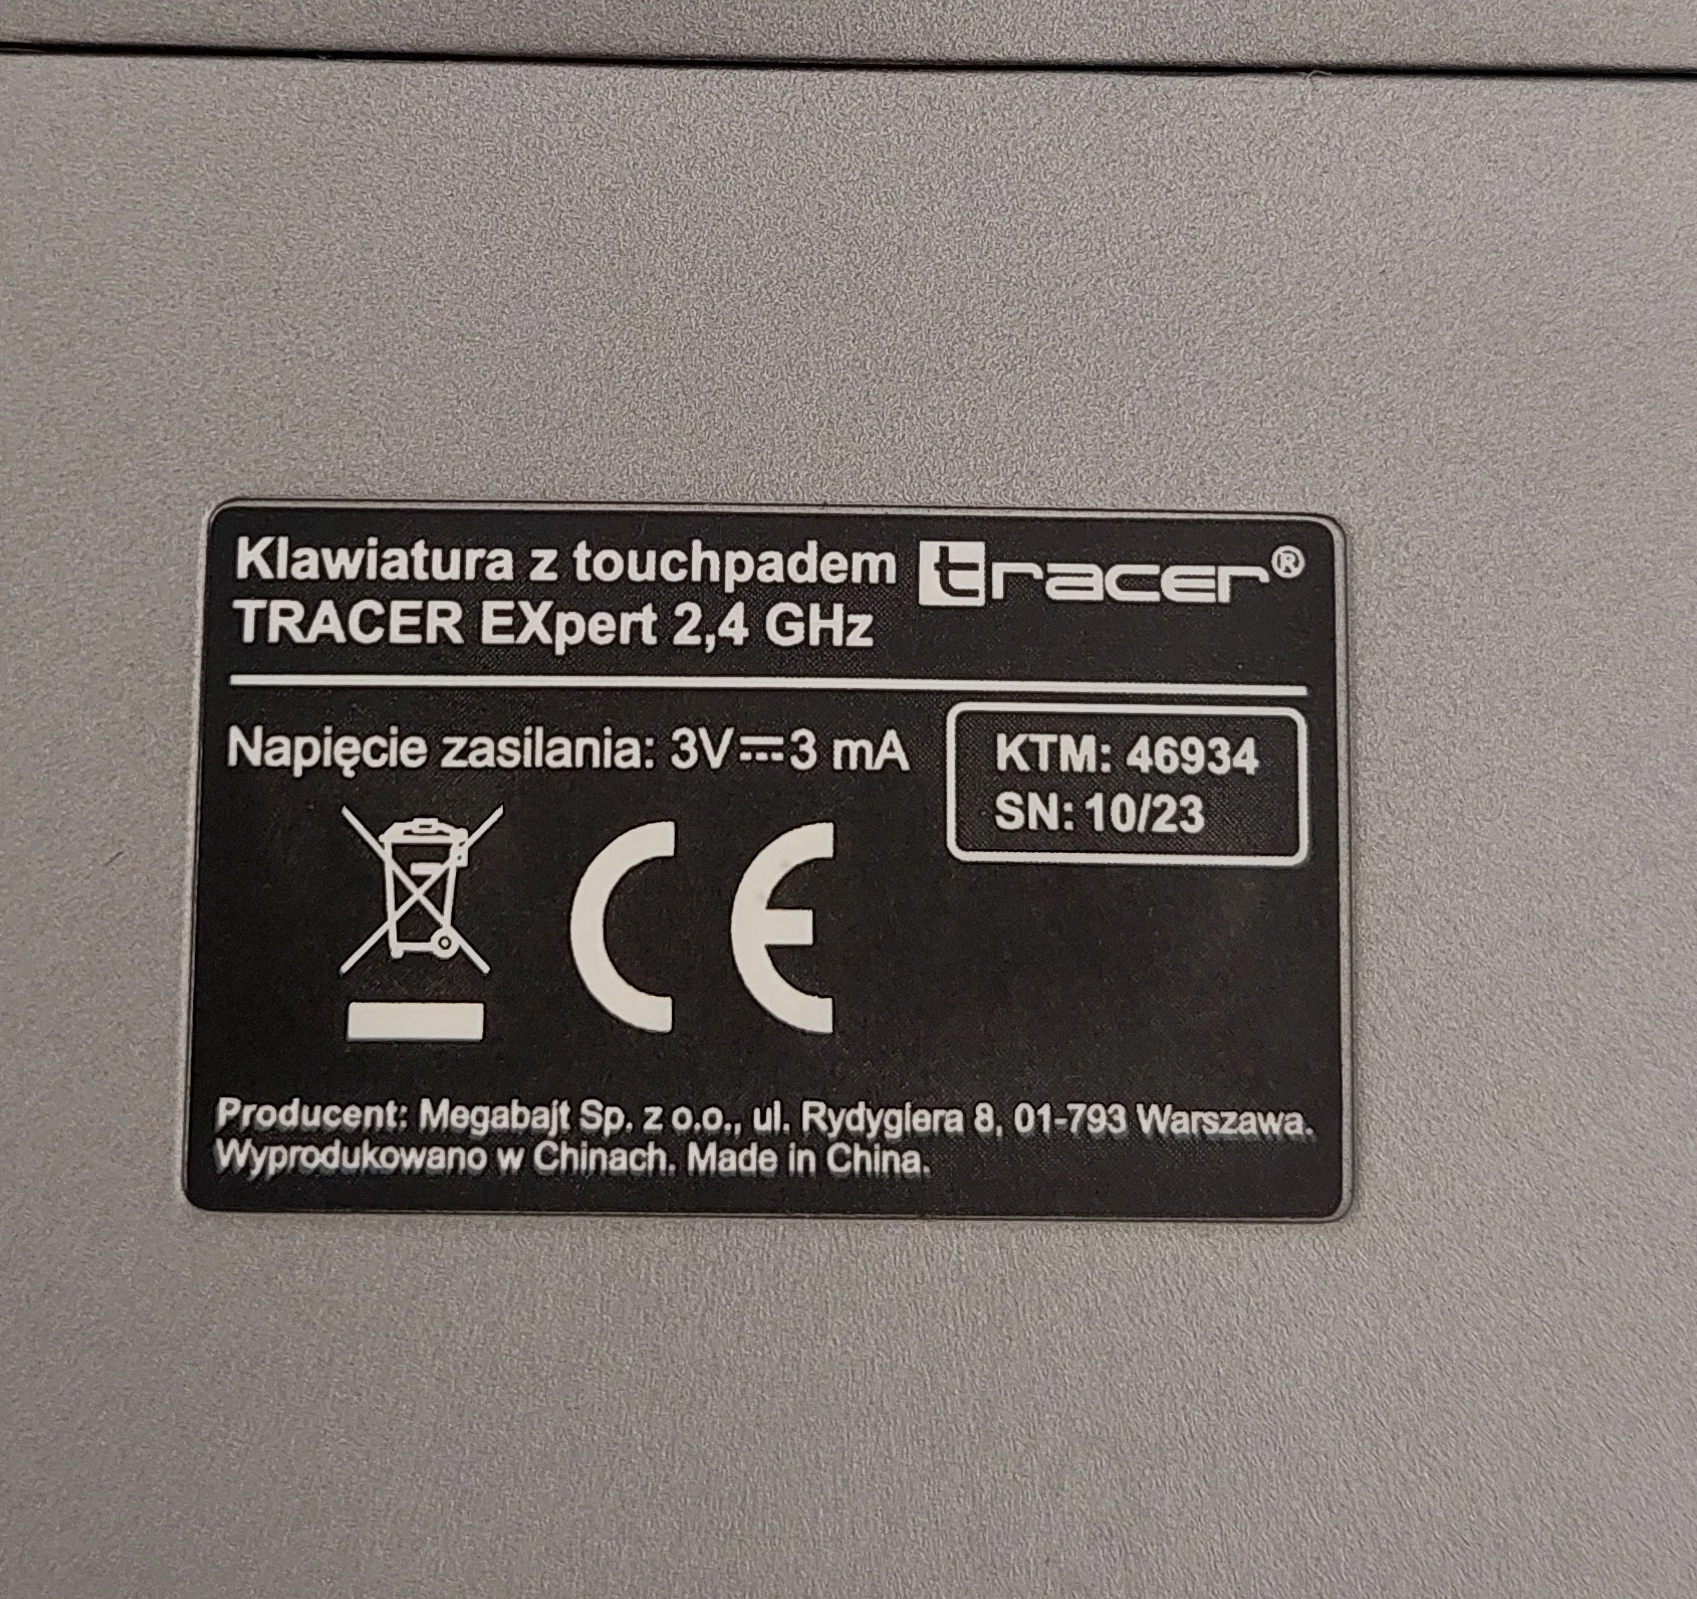 Klawiatura z touchpadem tracer®
TRACER EXpert 2,4 GHz
Napięcie zasilania: 3V⎓3 mA
KTM: 46934
SN: 10/23
CE
Producent: Megabajt Sp. z o.o., ul. Rydygiera 8, 01-793 Warszawa.
Wyprodukowano w Chinach. Made in China.